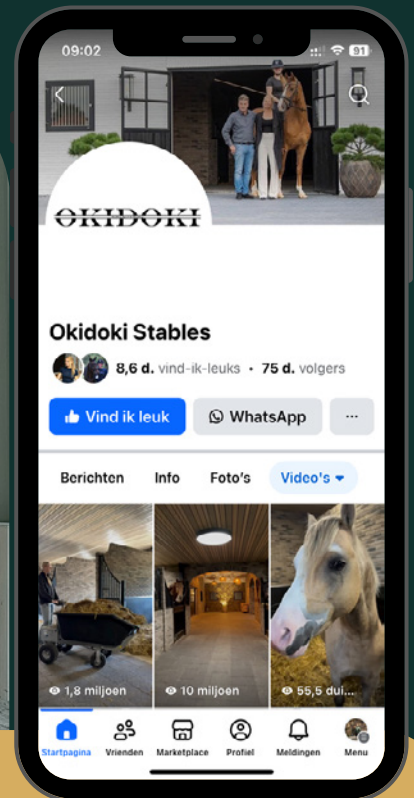 09:02
91
OKIDOKI
Okidoki Stables
8,6 d. vind-ik-leuks · 75 d. volgers
Vind ik leuk
WhatsApp
...
Berichten Info Foto's Video's
1,8 miljoen
10 miljoen
55,5 dui...
Startpagina Vrienden Marketplace Profiel Meldingen Menu